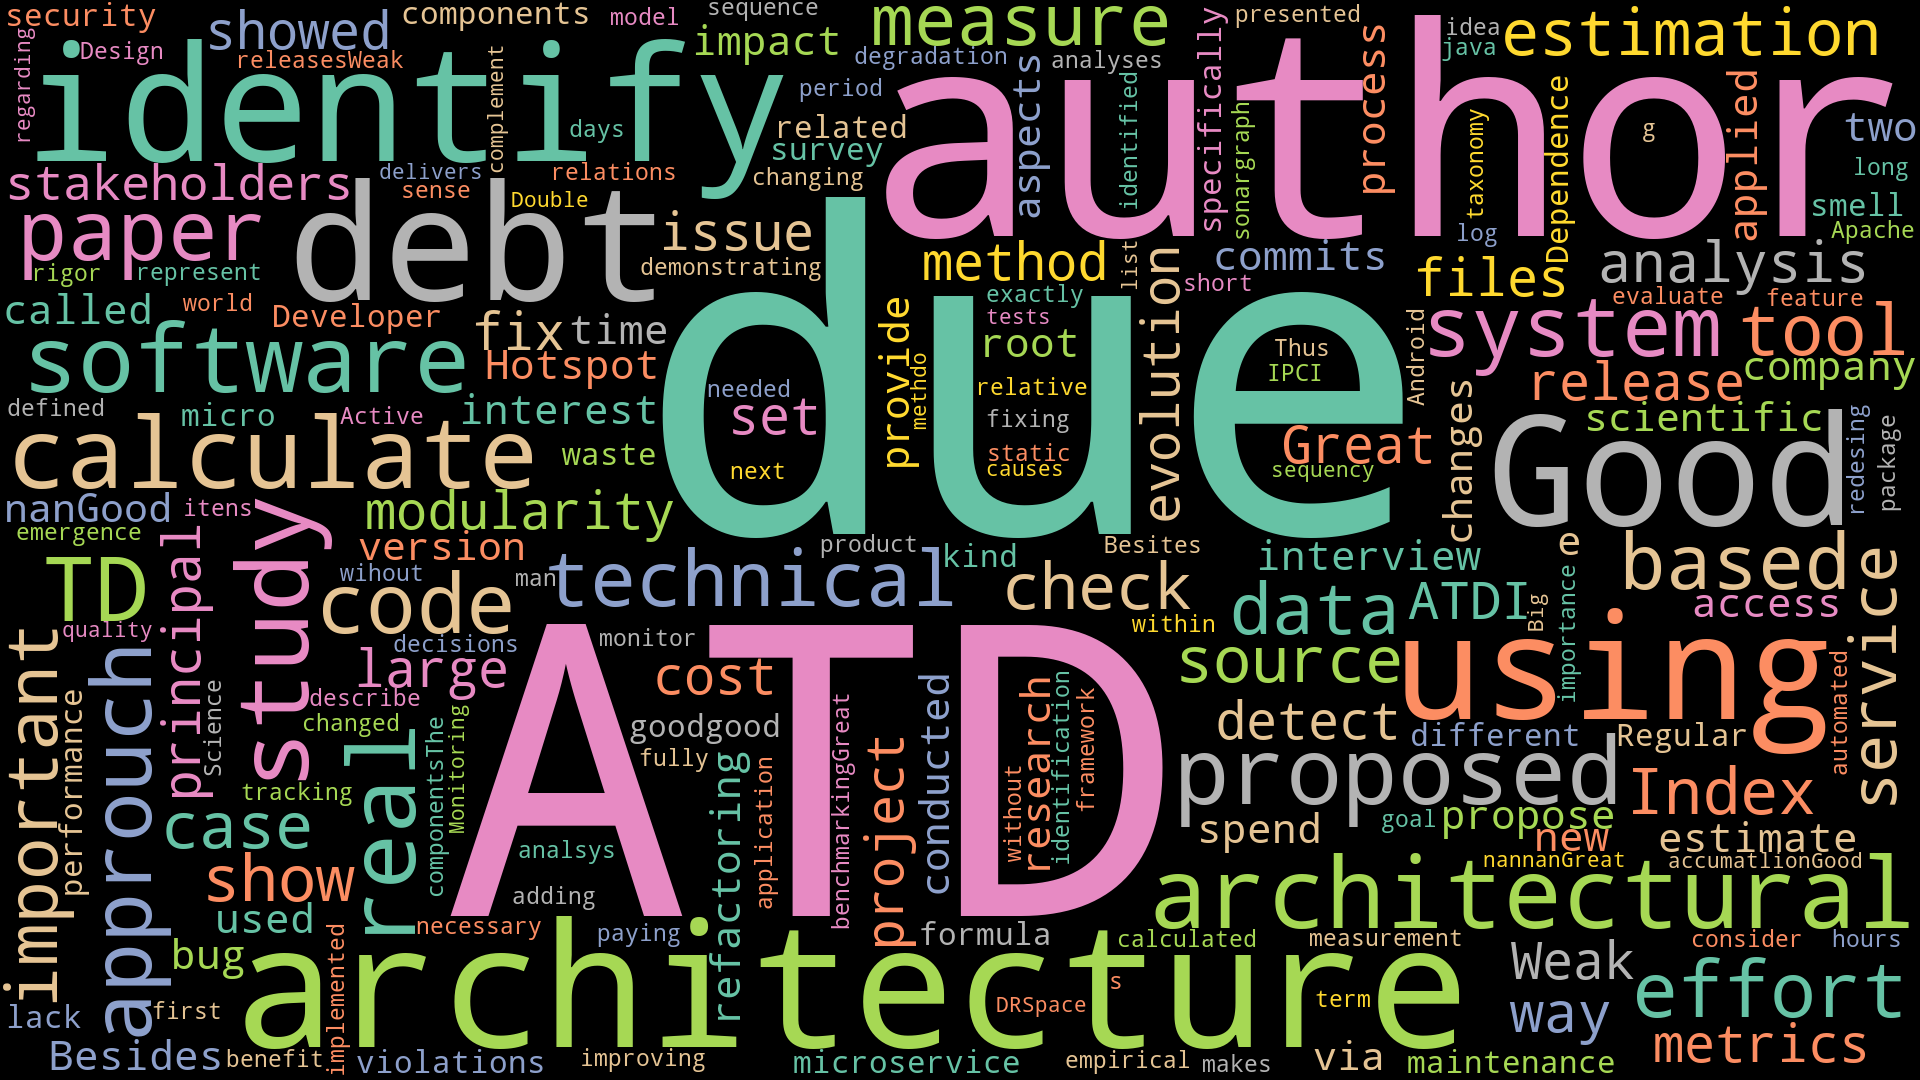 security
components
model
sequence
presented
idea
java
estimation
regarding
Design
showed
releasesWeak
complement
impact
measure
degradation
analyses
specifically
process
identify
days
period
related
survey
changing
author
aspects
identified
sonargraph
g
taxonomy
Dependence
applied
two
long
smell
Apache
stakeholders
delivers
sense
relations
Double
paper
debt
issue
demonstrating
rigor
represent
method
list
evolution
commits
short
log
files
analysis
evaluate
feature
called
world
Developer
fix
time
software
Hotspot
due
provide
methdo
exactly
tests
root
relative
fixing
static
causes
needed
set
next
Thus
IPCI
Great
sequency
Android
system
tool
company
release
scientific
changes
defined
micro
Active
interest
calculate
waste
Good
redesing
package
nanGood
itens
emergence
modularity
principal
study
version
product
kind
Besites
interview
e
based
TD
wihout
man
technical
check
code
data
ATDI
Big
importance
access
service
quality
important
approuch
decisions
monitor
within
source
using
large
describe
changed
Science
performance
cost
goodgood
fully
conducted
research
identification
framework
without
detect
different
Regular
automated
real
componentsThe
Monitoring
tracking
case
ATD
refactoring
application
benchmarkingGreat
project
proposed
Index
spend
goal
propose
new
estimate
analsys
adding
show
nannanGreat
accumatlionGood
architectural
used
necessary
paying
formula
calculated
measurement
consider
hours
bug
architecture
implemented
lack
first
DRSpace
s
term
Weak
way
effort
Besides
benefit
violations
improving
microservice
empirical
makes
via
maintenance
metrics